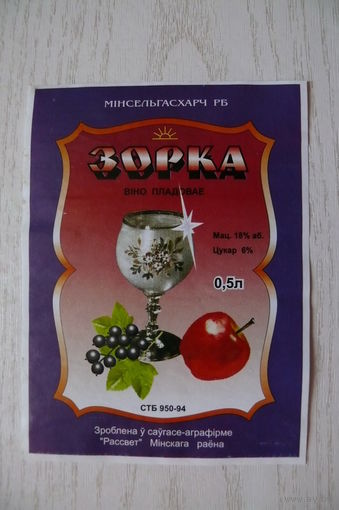 МІНСЕЛЬГАСХАРЧ РБ
ЗОРКА
ВІНО ПЛАДОВАЕ
Мац. 18% аб.
Цукар 6%
0,5л
СТБ 950-94
Зроблена ў саўгасе-аграфірме
"Рассвет" Мінскага раёна